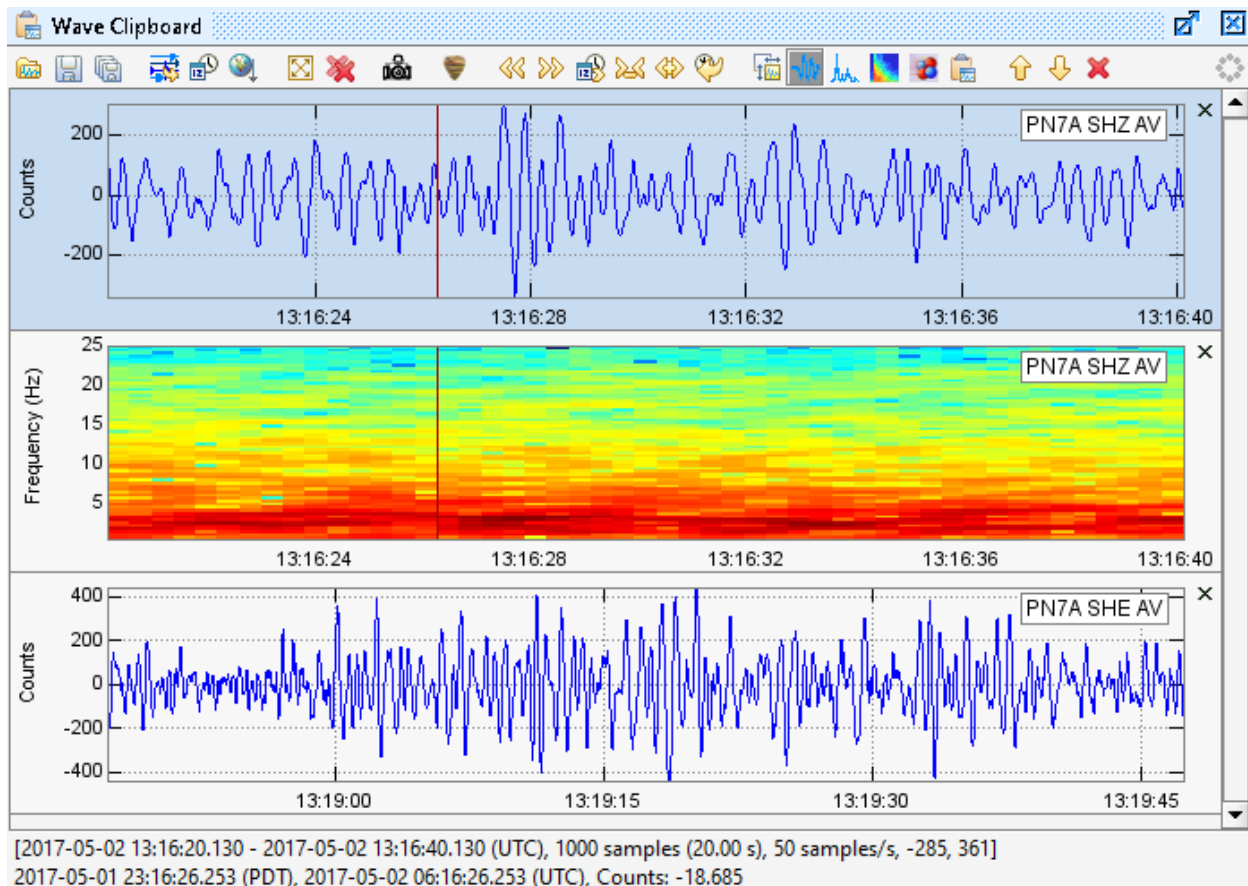 Wave Clipboard
PN7A SHZ AV
Counts
200
0
-200
13:16:24 13:16:28 13:16:32 13:16:36 13:16:40
PN7A SHZ AV
Frequency (Hz)
25
20
15
10
5
13:16:24 13:16:28 13:16:32 13:16:36 13:16:40
PN7A SHE AV
Counts
400
200
0
-200
-400
13:19:00 13:19:15 13:19:30 13:19:45
[2017-05-02 13:16:20.130 - 2017-05-02 13:16:40.130 (UTC), 1000 samples (20.00 s), 50 samples/s, -285, 361]
2017-05-01 23:16:26.253 (PDT), 2017-05-02 06:16:26.253 (UTC), Counts: -18.685